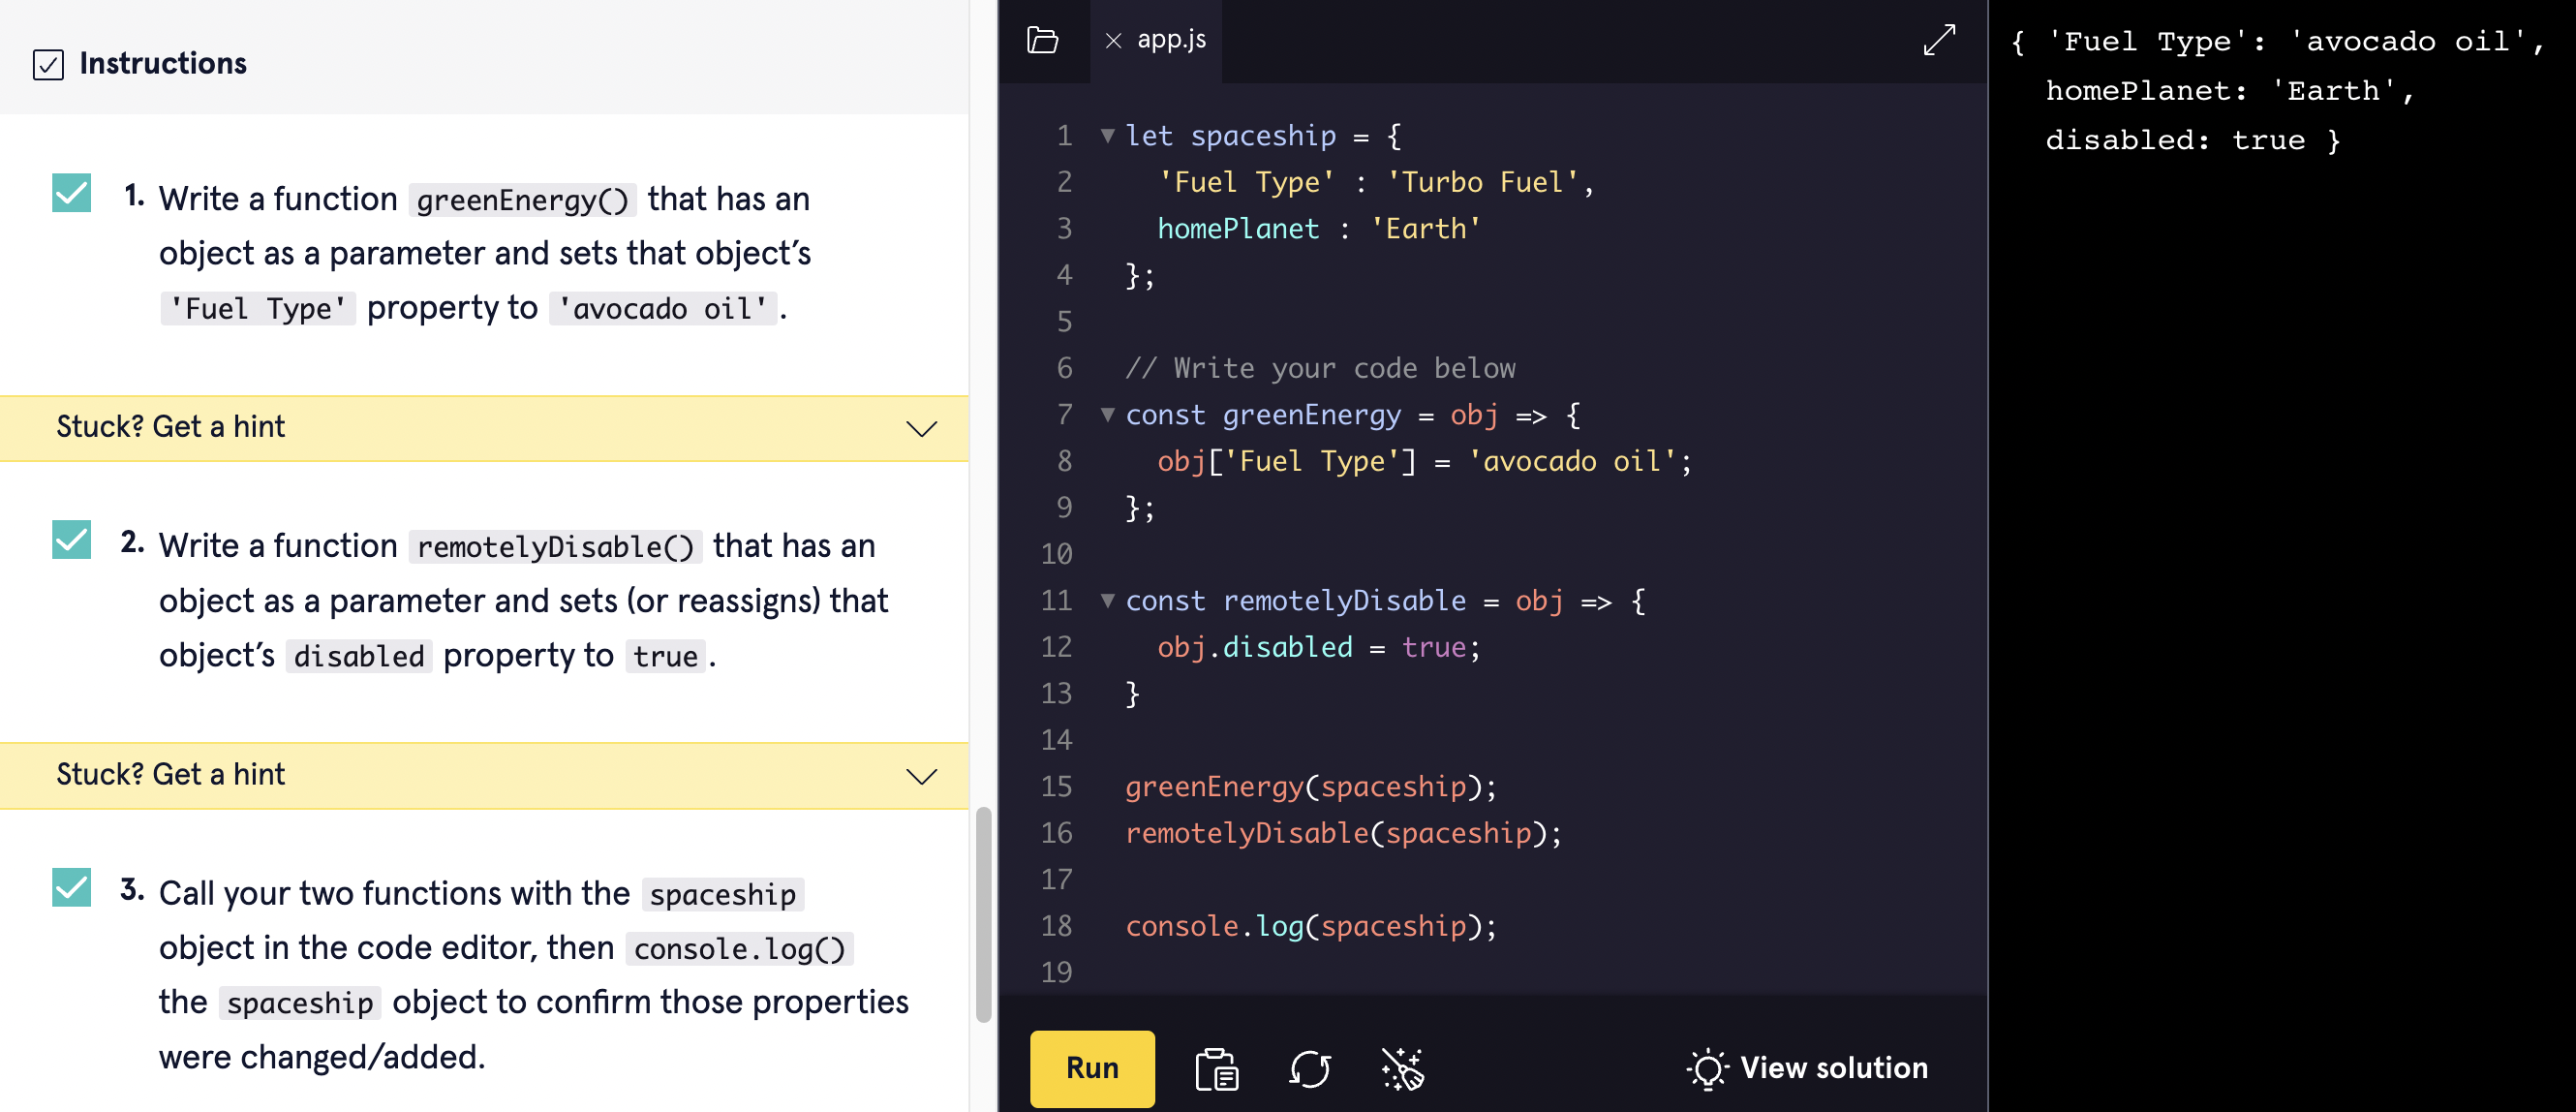 Instructions
1. Write a function greenEnergy() that has an
object as a parameter and sets that object’s
'Fuel Type' property to 'avocado oil'.
Stuck? Get a hint
2. Write a function remotelyDisable() that has an
object as a parameter and sets (or reassigns) that
object’s disabled property to true.
Stuck? Get a hint
3. Call your two functions with the spaceship
object in the code editor, then console.log()
the spaceship object to confirm those properties
were changed/added.
app.js
1 let spaceship = {
2   'Fuel Type' : 'Turbo Fuel',
3   homePlanet : 'Earth'
4 };
5
6 // Write your code below
7 const greenEnergy = obj => {
8   obj['Fuel Type'] = 'avocado oil';
9 };
10
11 const remotelyDisable = obj => {
12   obj.disabled = true;
13 }
14
15 greenEnergy(spaceship);
16 remotelyDisable(spaceship);
17
18 console.log(spaceship);
19
Run
View solution
{ 'Fuel Type': 'avocado oil',
  homePlanet: 'Earth',
  disabled: true }